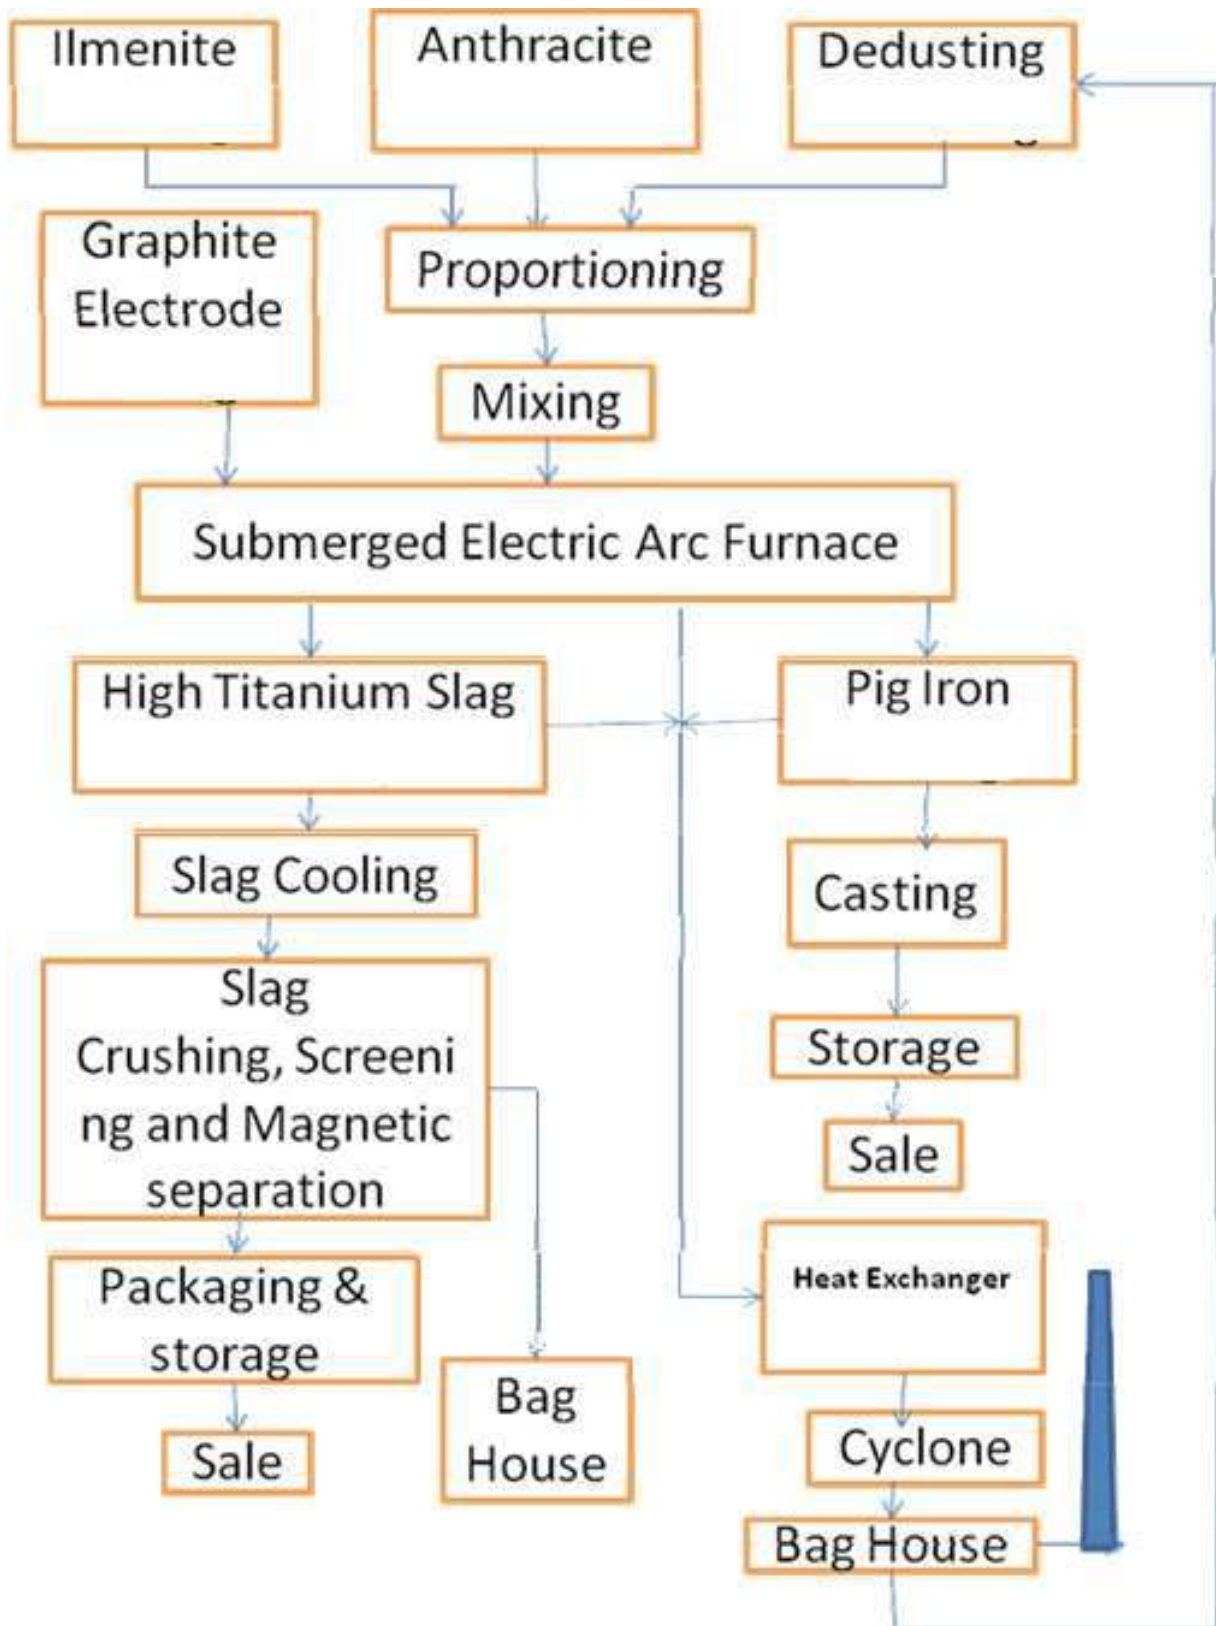 Ilmenite
Anthracite
Dedusting
Graphite
Electrode
Proportioning
Mixing
Submerged Electric Arc Furnace
High Titanium Slag
Pig Iron
Slag Cooling
Casting
Slag
Crushing, Screeni
ng and Magnetic
separation
Storage
Sale
Packaging &
storage
Heat Exchanger
Bag
House
Sale
Cyclone
Bag House